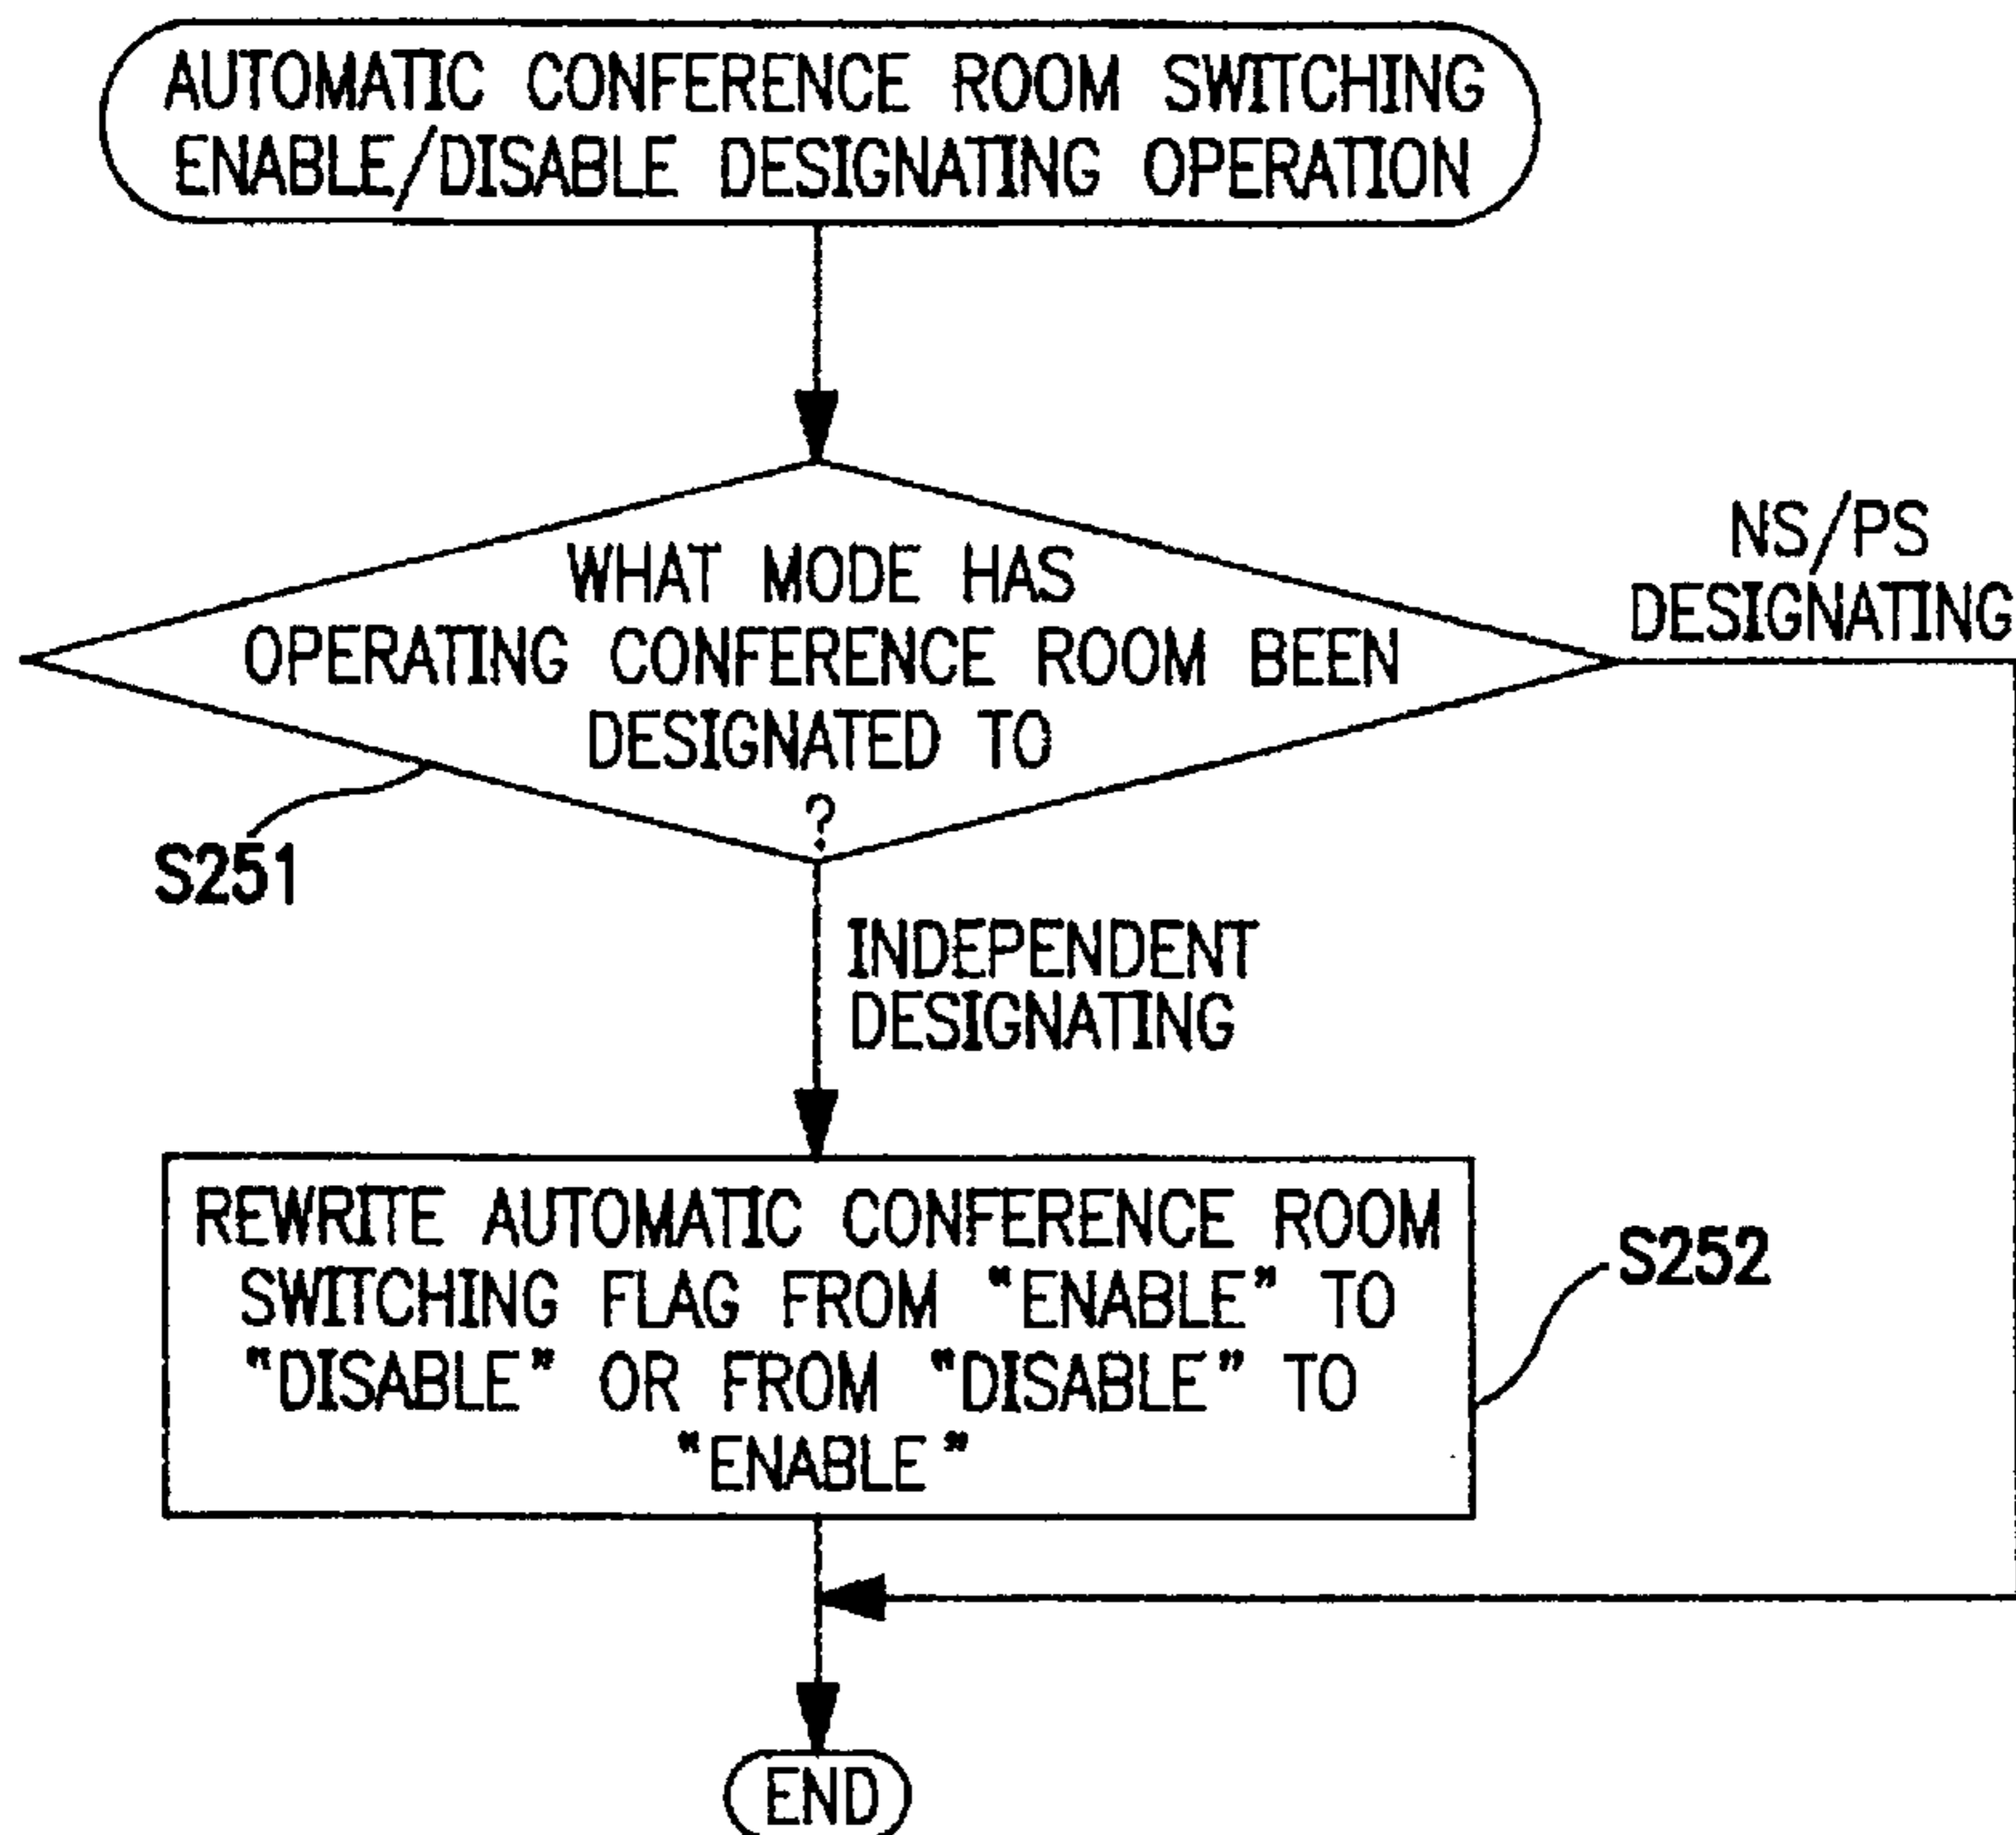 AUTOMATIC CONFERENCE ROOM SWITCHING
ENABLE/DISABLE DESIGNATING OPERATION
WHAT MODE HAS
OPERATING CONFERENCE ROOM BEEN
DESIGNATED TO
?
NS/PS
DESIGNATING
S251
INDEPENDENT
DESIGNATING
REWRITE AUTOMATIC CONFERENCE ROOM
SWITCHING FLAG FROM "ENABLE" TO
"DISABLE" OR FROM "DISABLE" TO
"ENABLE"
S252
END